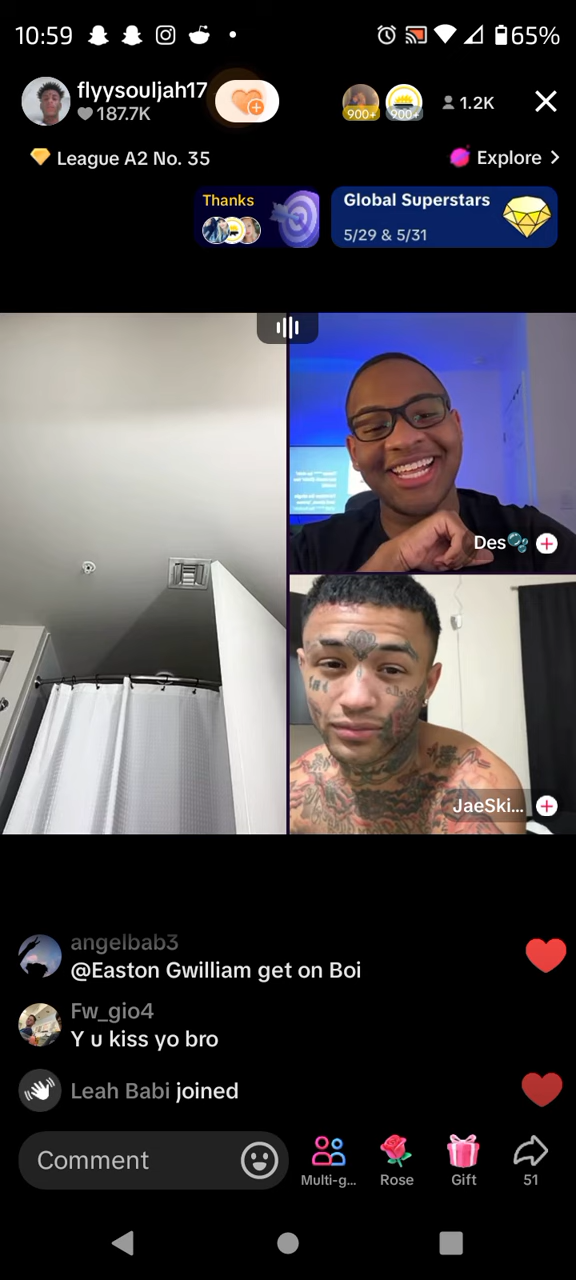 10:59
65%
flyysouljah17
187.7K
900+
900+
1.2K
League A2 No. 35
Explore
Thanks
Global Superstars
5/29 & 5/31
Des
JaeSki...
angelbab3
@Easton Gwilliam get on Boi
Fw_gio4
Y u kiss yo bro
Leah Babi joined
Comment
Multi-g...
Rose
Gift
51